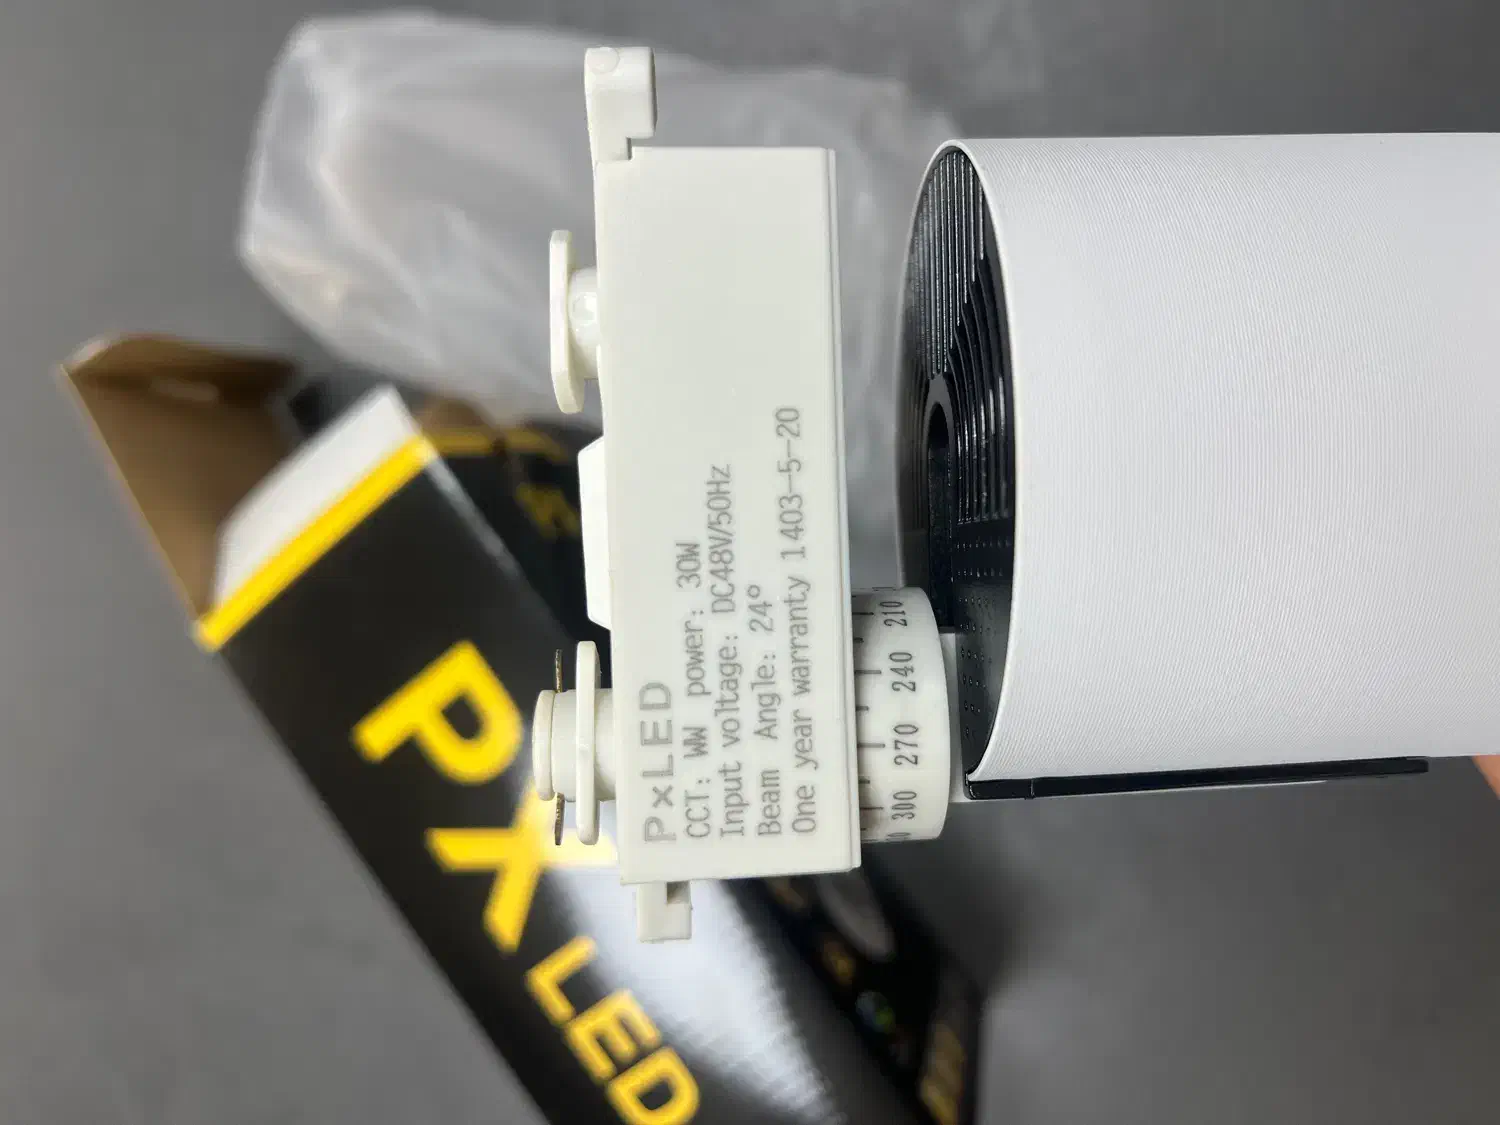 PxLED
CCT: WW power: 30W
Input voltage: DC48V/50Hz
Beam Angle: 24°
One year warranty 1403-5-20
210
240
270
300
PX LED